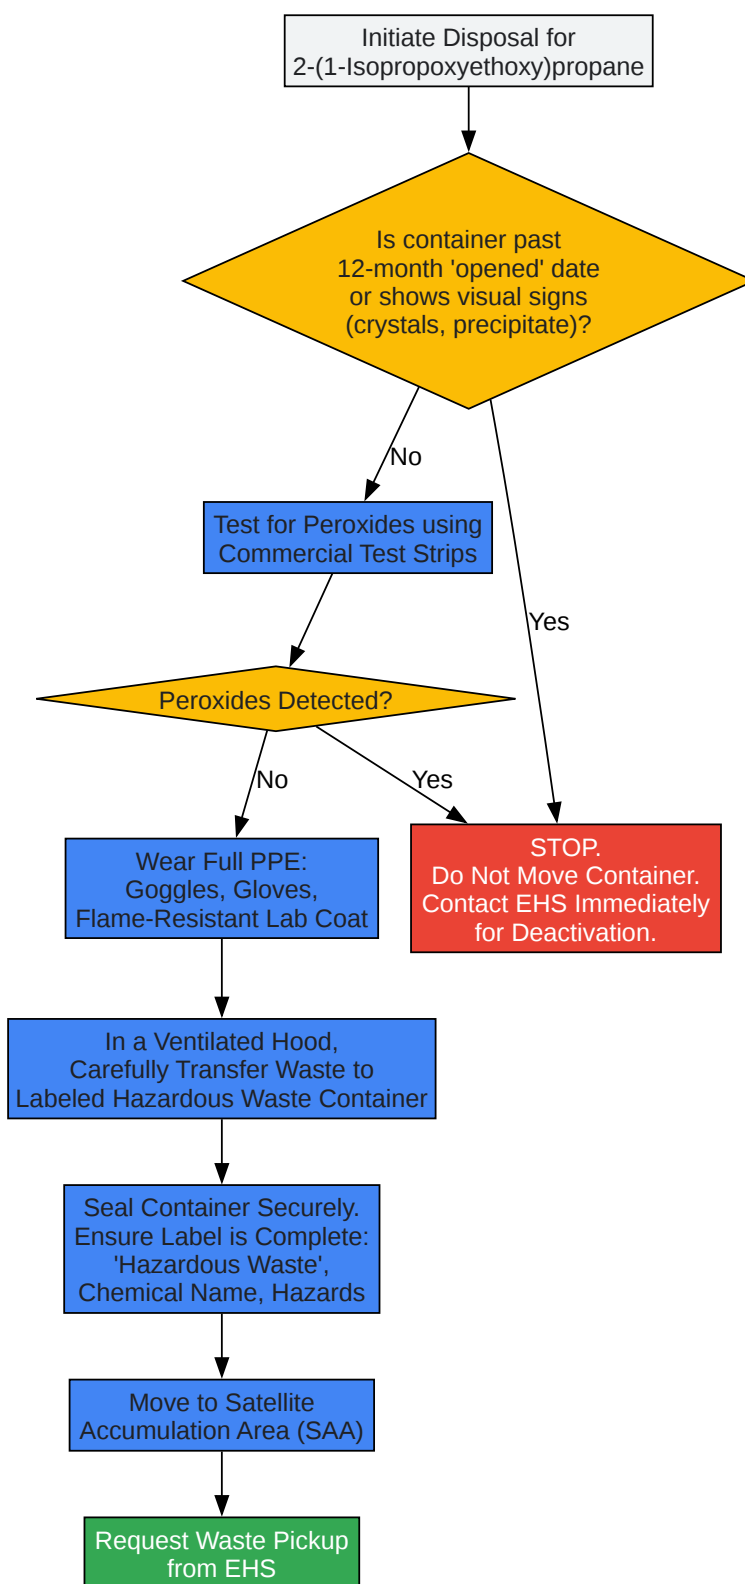 Initiate Disposal for
2-(1-Isopropoxyethoxy)propane
Is container past
12-month 'opened' date
or shows visual signs
(crystals, precipitate)?
No
Yes
Test for Peroxides using
Commercial Test Strips
Peroxides Detected?
No
Yes
Wear Full PPE:
Goggles, Gloves,
Flame-Resistant Lab Coat
STOP.
Do Not Move Container.
Contact EHS Immediately
for Deactivation.
In a Ventilated Hood,
Carefully Transfer Waste to
Labeled Hazardous Waste Container
Seal Container Securely.
Ensure Label is Complete:
'Hazardous Waste',
Chemical Name, Hazards
Move to Satellite
Accumulation Area (SAA)
Request Waste Pickup
from EHS